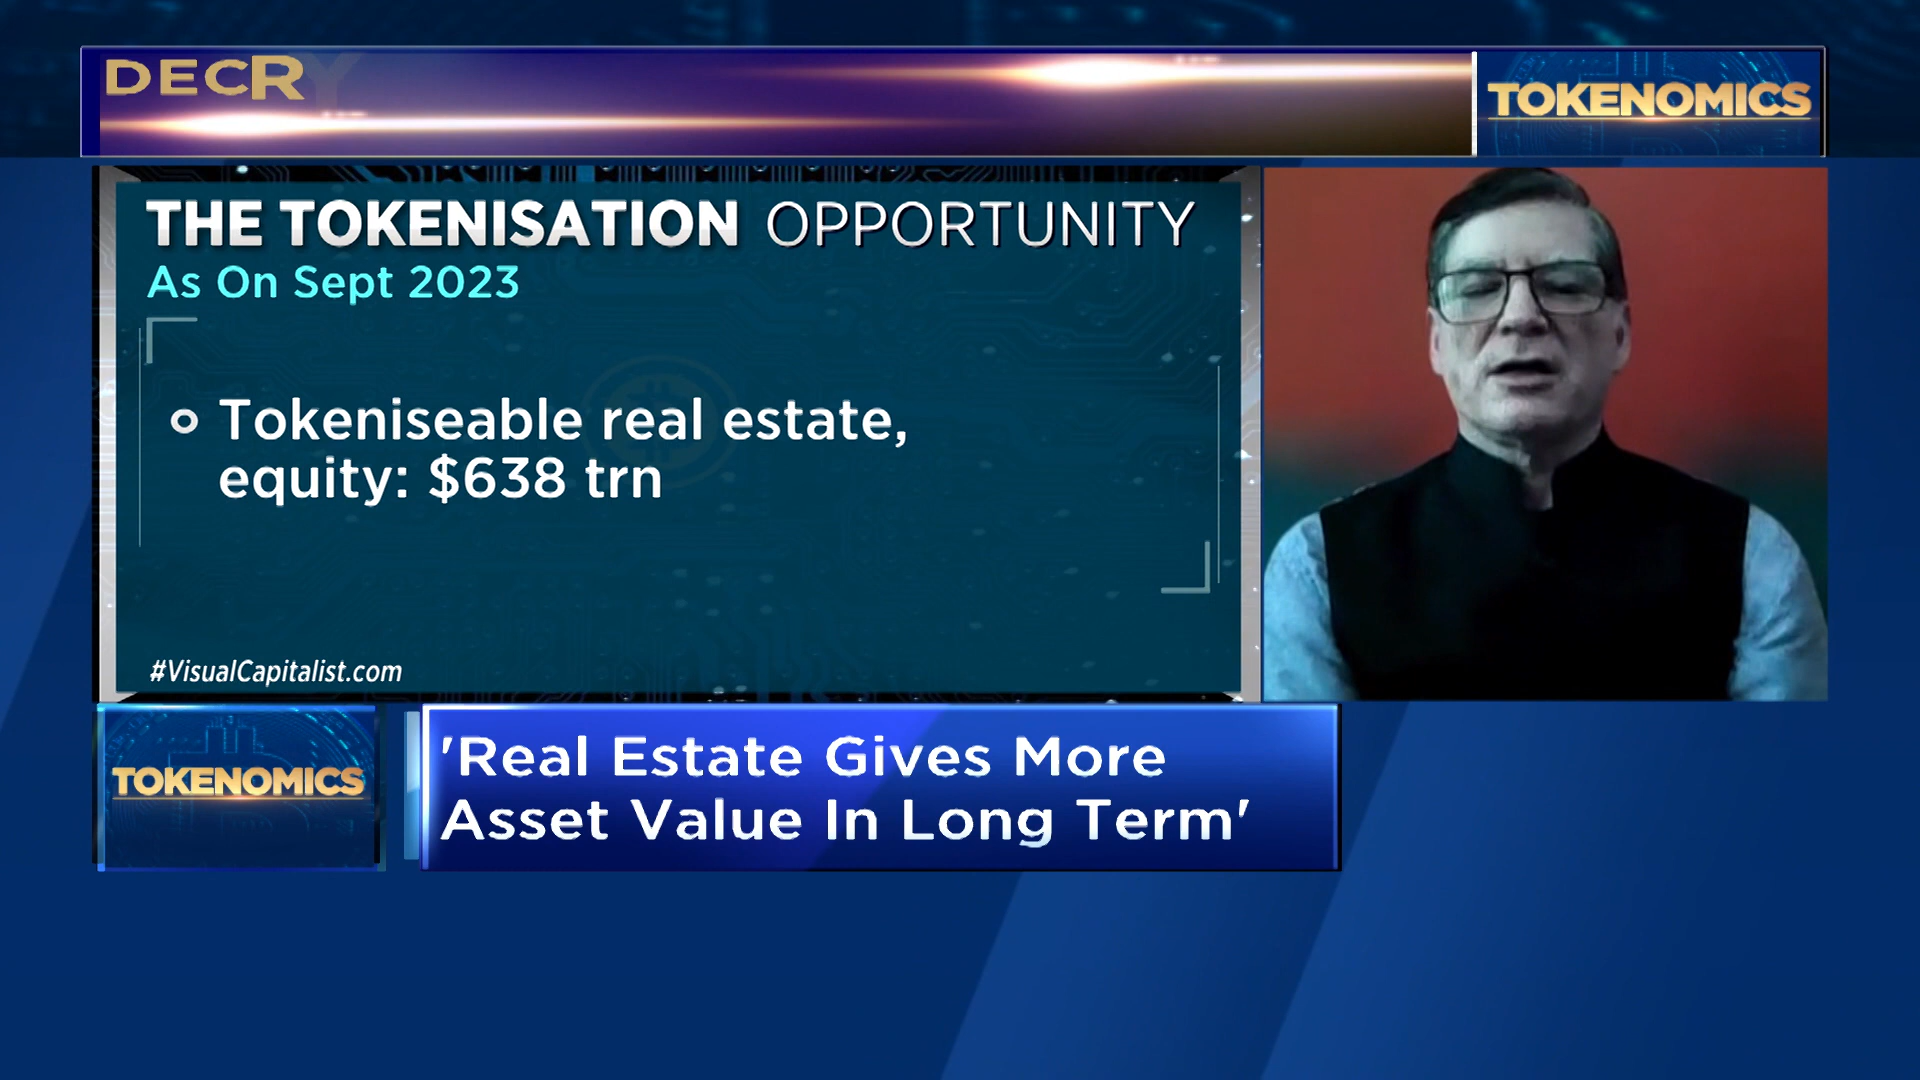 DECRY
TOKENOMICS
THE TOKENISATION OPPORTUNITY
As On Sept 2023
Tokeniseable real estate,
equity: $638 trn
#VisualCapitalist.com
TOKENOMICS
'Real Estate Gives More
Asset Value In Long Term'